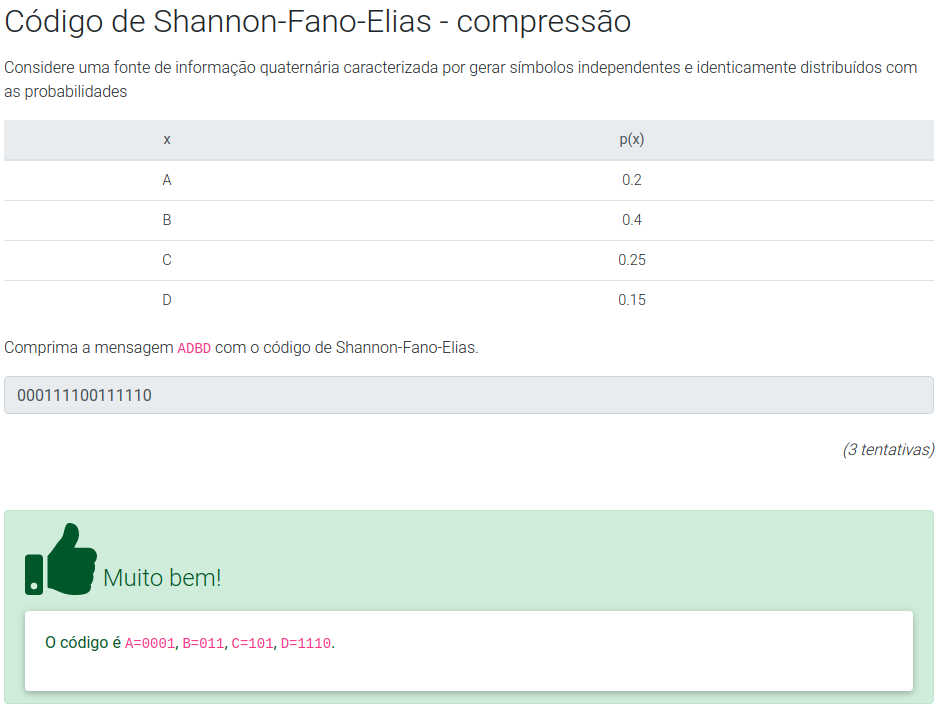 Código de Shannon-Fano-Elias - compressão
Considere uma fonte de informação quaternária caracterizada por gerar símbolos independentes e identicamente distribuídos com
as probabilidades
x p(x)
A 0.2
B 0.4
C 0.25
D 0.15
Comprima a mensagem ADBD com o código de Shannon-Fano-Elias.
000111100111110
(3 tentativas)
Muito bem!
O código é A=0001, B=011, C=101, D=1110.